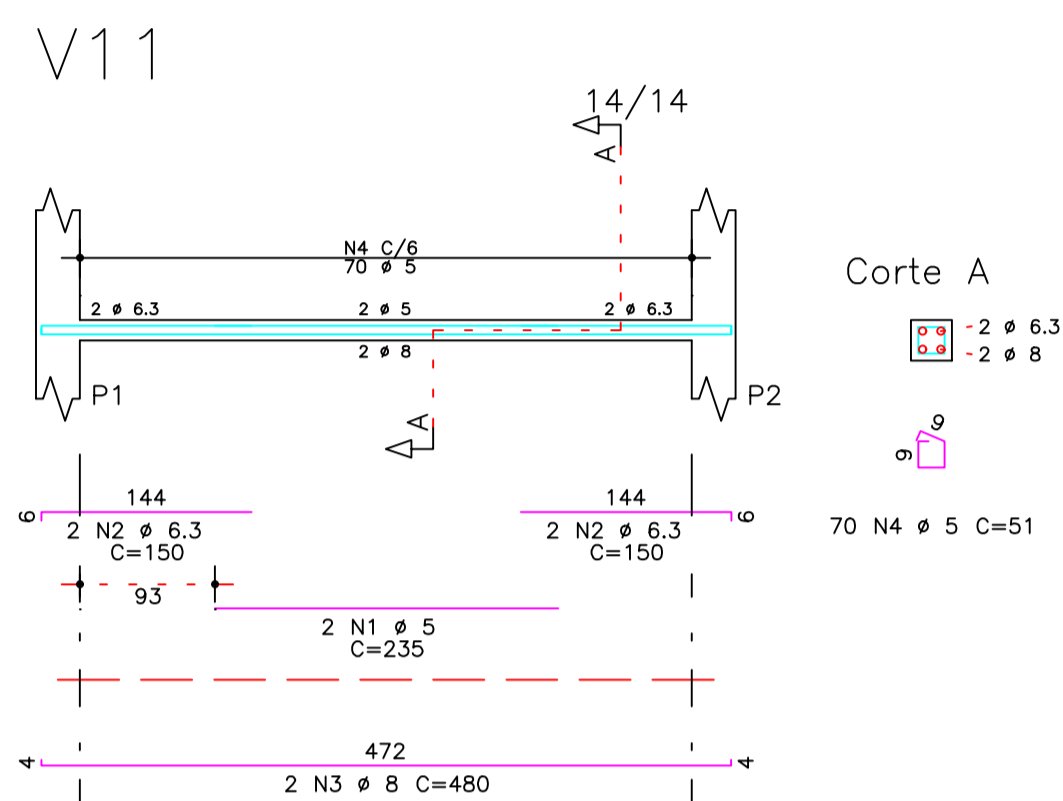 V11
14/14
A
N4 C/6
70 ø 5
2 ø 6.3
2 ø 5
2 ø 6.3
2 ø 8
P1
P2
A
Corte A
2 ø 6.3
2 ø 8
9
9
70 N4 ø 5 C=51
6
144
2 N2 ø 6.3
C=150
144
6
2 N2 ø 6.3
C=150
93
2 N1 ø 5
C=235
4
472
4
2 N3 ø 8 C=480